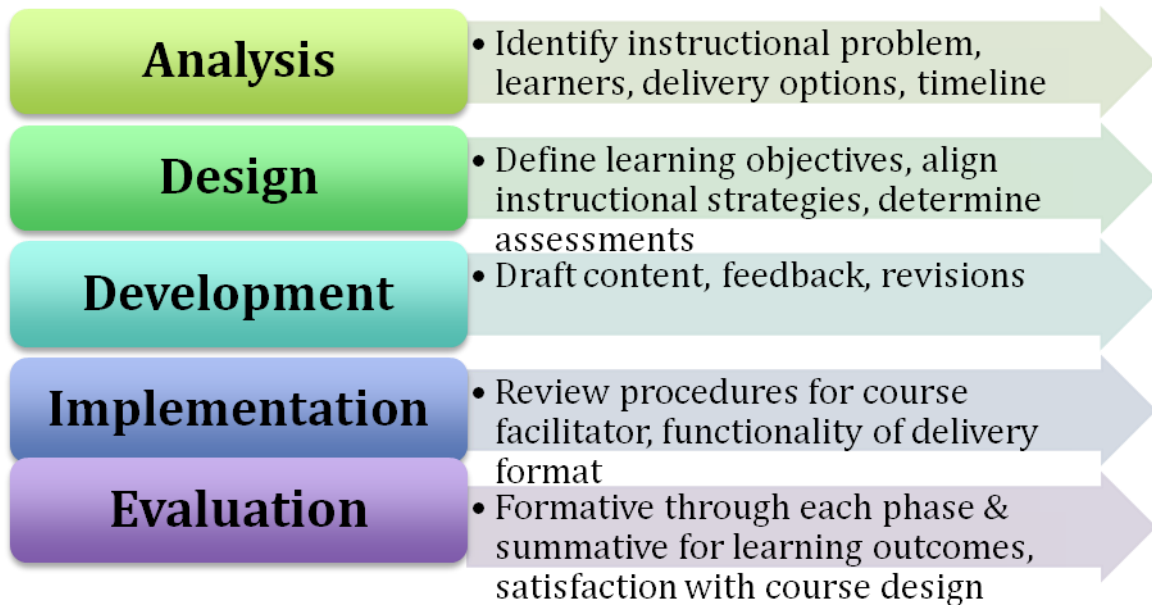 Analysis
• Identify instructional problem,
learners, delivery options, timeline
Design
• Define learning objectives, align
instructional strategies, determine
assessments
Development
• Draft content, feedback, revisions
Implementation
• Review procedures for course
facilitator, functionality of delivery
format
Evaluation
• Formative through each phase &
summative for learning outcomes,
satisfaction with course design